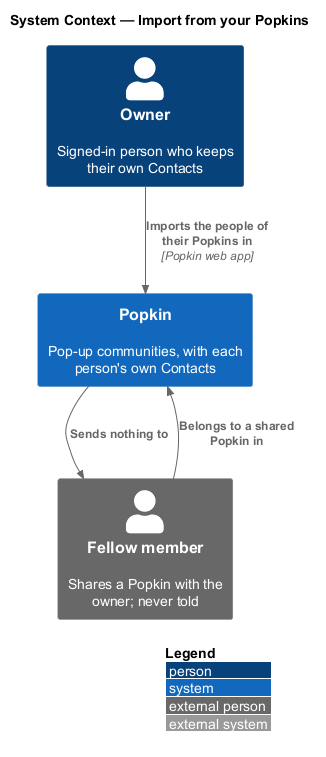 System Context — Import from your Popkins
Owner
Signed-in person who keeps
their own Contacts
Imports the people of
their Popkins in
[Popkin web app]
Popkin
Pop-up communities, with each
person's own Contacts
Sends nothing to
Belongs to a shared
Popkin in
Fellow member
Shares a Popkin with the
owner; never told
Legend
person
system
external person
external system